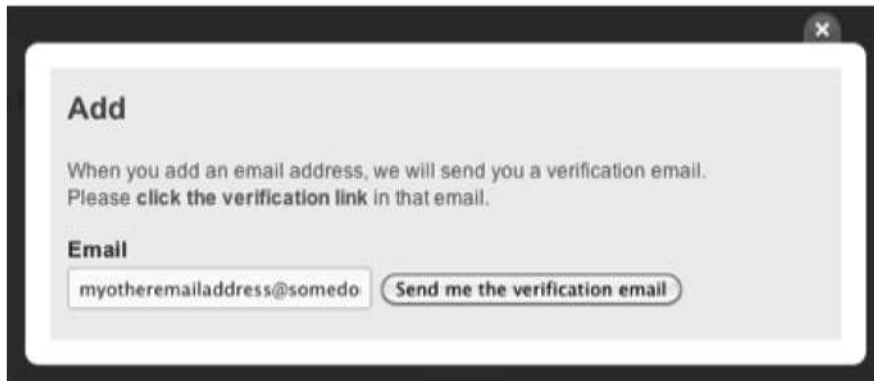 Add
When you add an email address, we will send you a verification email.
Please click the verification link in that email.
Email
myotheremailaddress@somedo
Send me the verification email